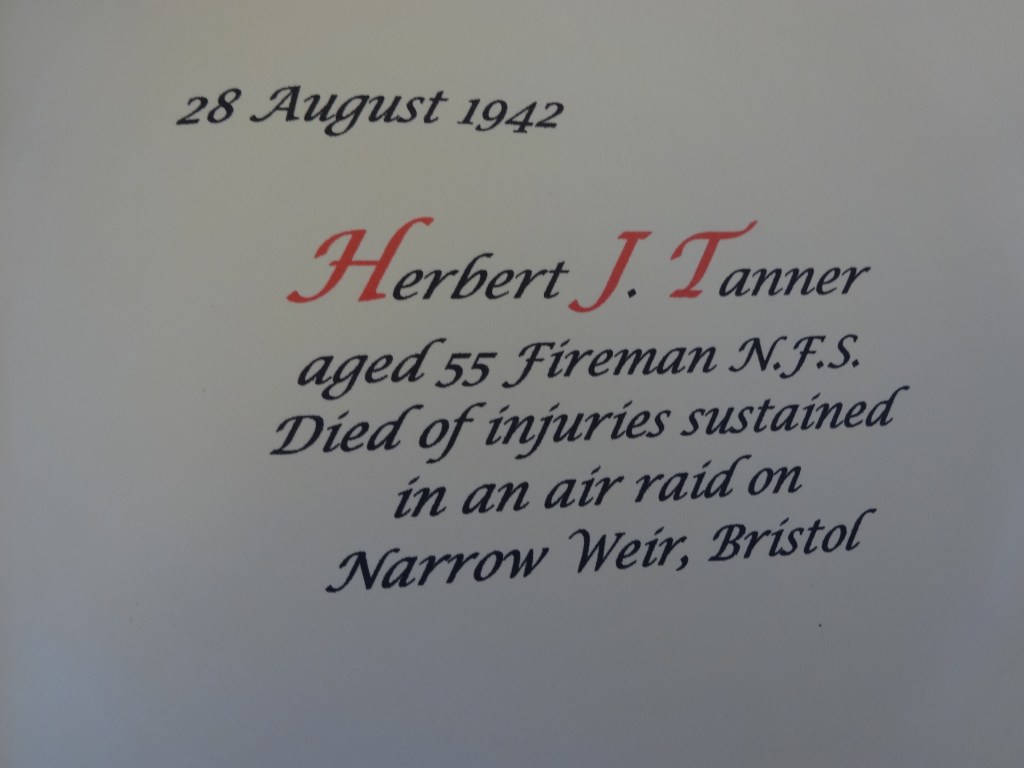 28 August 1942
Herbert J. Tanner
aged 55 Fireman N.F.S.
Died of injuries sustained
in an air raid on
Narrow Weir, Bristol